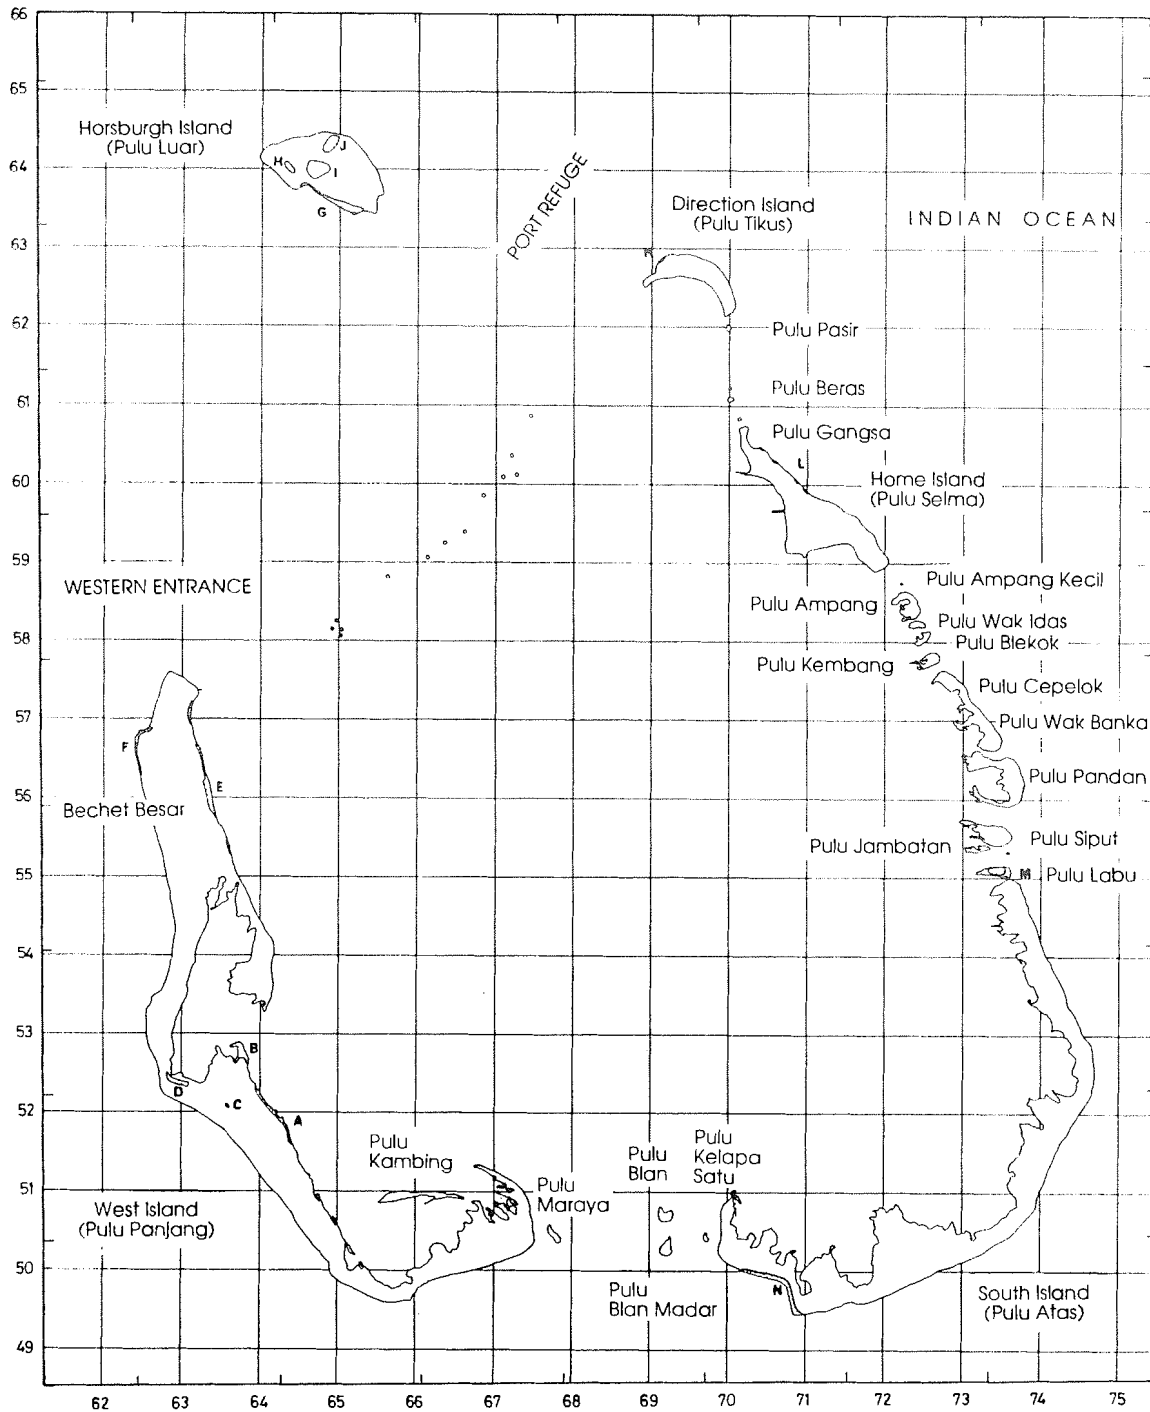 66
65
Horsburgh Island
(Pulu Luar)
J
H
I
64
G
PORT REFUGE
Direction Island
(Pulu Tikus)
INDIAN OCEAN
63
K
62
Pulu Pasir
Pulu Beras
61
Pulu Gangsa
L
60
Home Island
(Pulu Selma)
59
WESTERN ENTRANCE
Pulu Ampang Kecil
Pulu Ampang
Pulu Wak Idas
58
Pulu Blekok
Pulu Kembang
Pulu Cepelok
57
Pulu Wak Banka
F
E
Pulu Pandan
56
Bechet Besar
Pulu Siput
Pulu Jambatan
55
M
Pulu Labu
54
53
B
D
C
52
A
Pulu
Kambing
Pulu
Blan
Pulu
Kelapa
Satu
51
Pulu
Maraya
West Island
(Pulu Panjang)
50
Pulu
Blan Madar
N
South Island
(Pulu Atas)
49
62 63 64 65 66 67 68 69 70 71 72 73 74 75